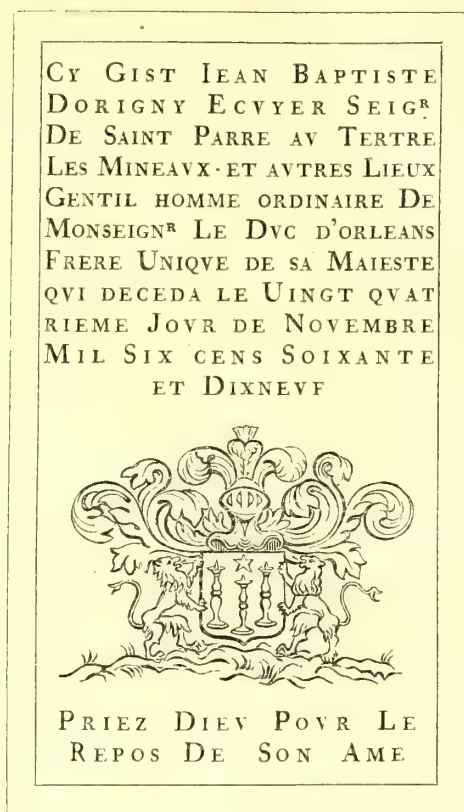 CY GIST IEAN BAPTISTE
DORIGNY ECVYER SEIGR
DE SAINT PARRE AV TERTRE
LES MINEAVX · ET AVTRES LIEUX
GENTIL HOMME ORDINAIRE DE
MONSEIGNR LE DVC D'ORLEANS
FRERE UNIQVE DE SA MAIESTE
QVI DECEDA LE UINGT QVAT
RIEME JOVR DE NOVEMBRE
MIL SIX CENS SOIXANTE
ET DIXNEVF
PRIEZ DIEV POVR LE
REPOS DE SON AME